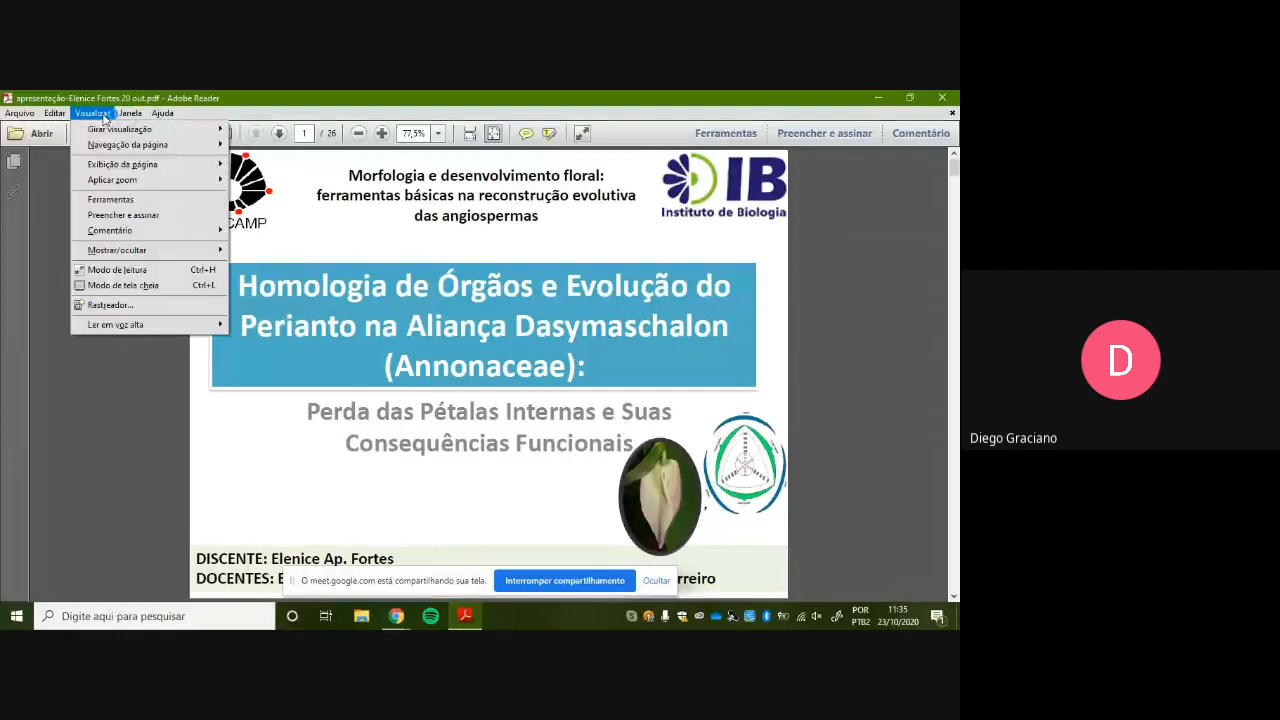 apresentação-Elenice Fortes 20 out.pdf - Adobe Reader
Arquivo Editar Visualizar Janela Ajuda
Abrir 1 / 26 77,5% Ferramentas Preencher e assinar Comentário
Girar visualização
Navegação da página
Exibição da página
Aplicar zoom
Ferramentas
Preencher e assinar
Comentário
Mostrar/ocultar
Modo de leitura Ctrl+H
Modo de tela cheia Ctrl+L
Rastreador...
Ler em voz alta
CAMP
Morfologia e desenvolvimento floral:
ferramentas básicas na reconstrução evolutiva
das angiospermas
IB
Instituto de Biologia
Homologia de Órgãos e Evolução do
Perianto na Aliança Dasymaschalon
(Annonaceae):
Perda das Pétalas Internas e Suas
Consequências Funcionais
DISCENTE: Elenice Ap. Fortes
DOCENTES: E rreiro
O meet.google.com está compartilhando sua tela. Interromper compartilhamento Ocultar
Digite aqui para pesquisar
POR
PTB2
11:35
23/10/2020
1
D
Diego Graciano